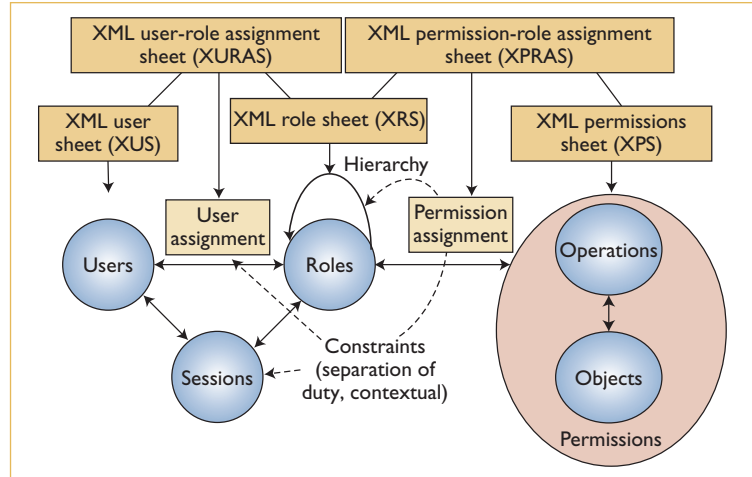 XML user-role assignment
sheet (XURAS)
XML permission-role assignment
sheet (XPRAS)
XML user
sheet (XUS)
XML role sheet (XRS)
XML permissions
sheet (XPS)
Hierarchy
User
assignment
Permission
assignment
Users
Roles
Operations
Sessions
Constraints
(separation of
duty, contextual)
Objects
Permissions